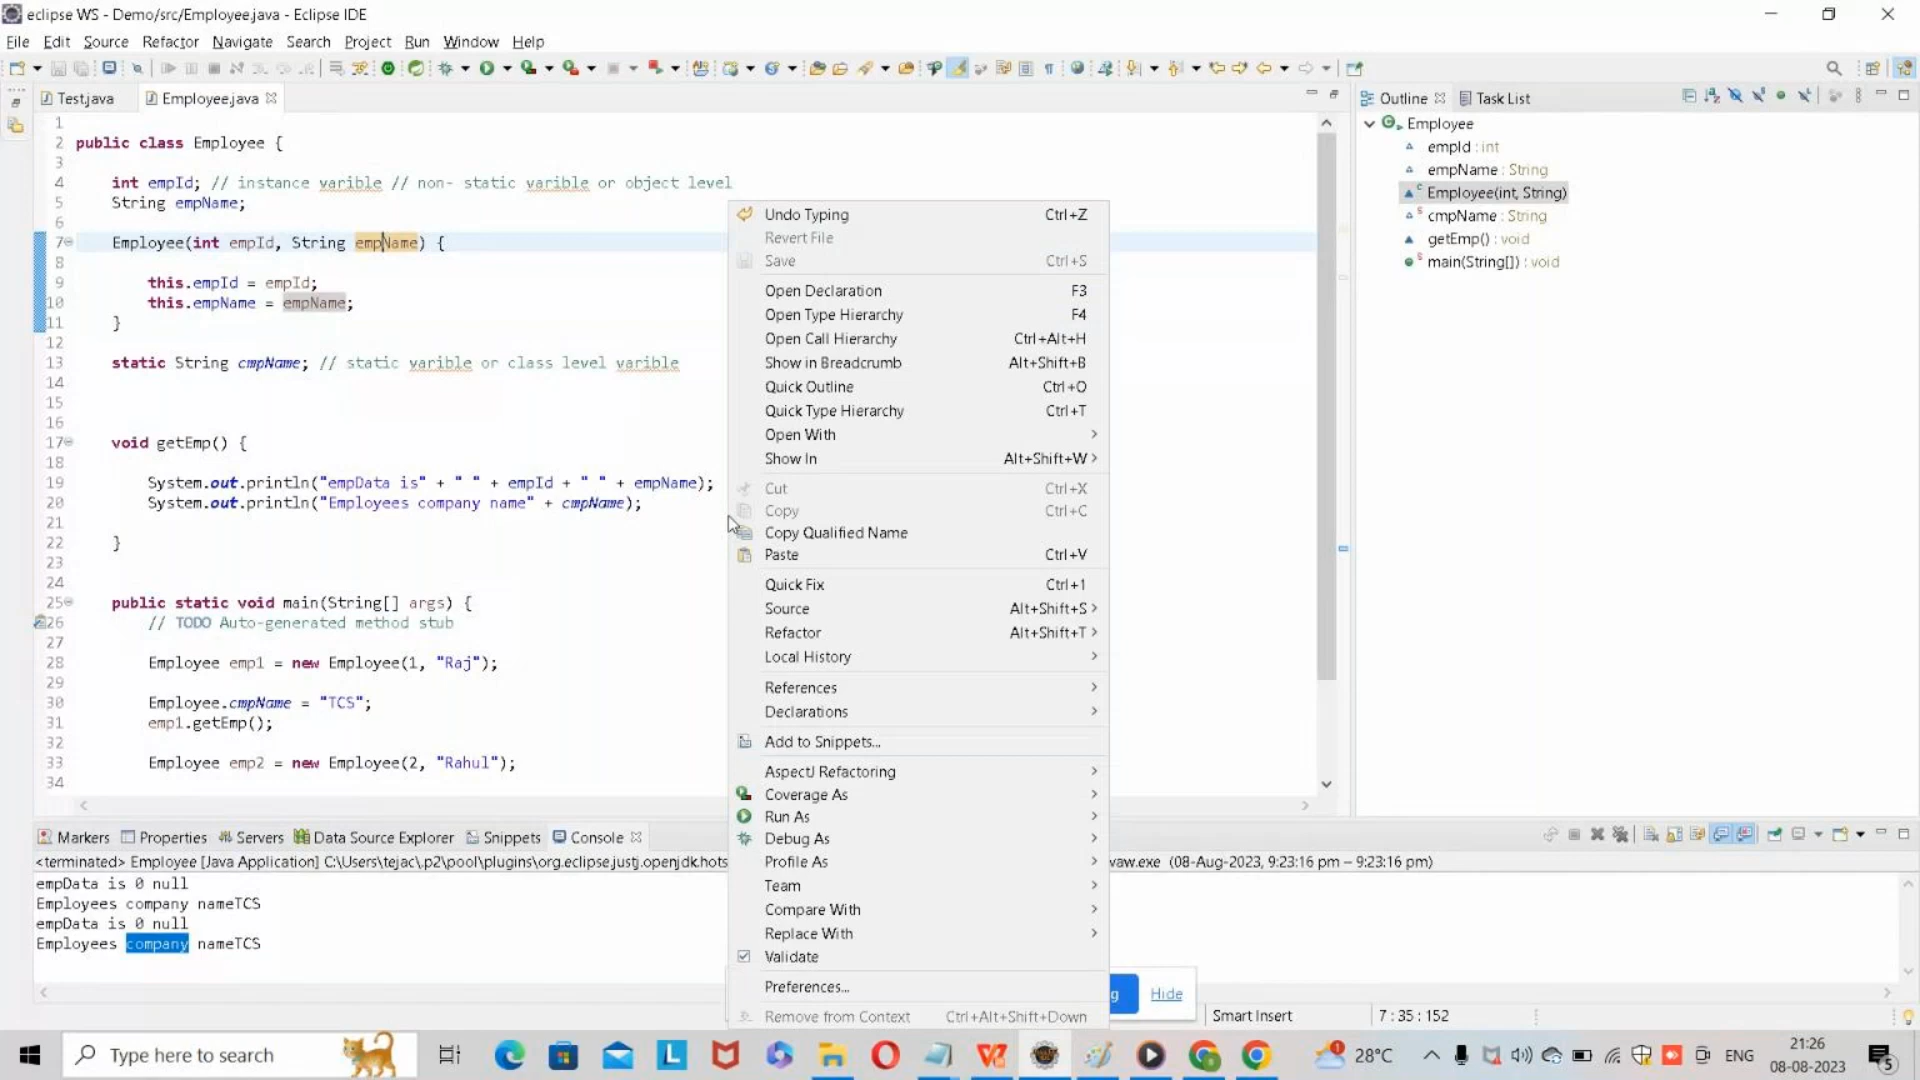 eclipse WS - Demo/src/Employee.java - Eclipse IDE
File Edit Source Refactor Navigate Search Project Run Window Help
Test.java Employee.java
1
2 public class Employee {
3
4 int empId; // instance varible // non- static varible or object level
5 String empName;
6
7 Employee(int empId, String empName) {
8
9 this.empId = empId;
10 this.empName = empName;
11 }
12
13 static String cmpName; // static varible or class level varible
14
15
16
17 void getEmp() {
18
19 System.out.println("empData is" + " " + empId + " " + empName);
20 System.out.println("Employees company name" + cmpName);
21
22 }
23
24
25 public static void main(String[] args) {
26 // TODO Auto-generated method stub
27
28 Employee emp1 = new Employee(1, "Raj");
29
30 Employee.cmpName = "TCS";
31 emp1.getEmp();
32
33 Employee emp2 = new Employee(2, "Rahul");
34
Undo Typing Ctrl+Z
Revert File
Save Ctrl+S
Open Declaration F3
Open Type Hierarchy F4
Open Call Hierarchy Ctrl+Alt+H
Show in Breadcrumb Alt+Shift+B
Quick Outline Ctrl+O
Quick Type Hierarchy Ctrl+T
Open With
Show In Alt+Shift+W
Cut Ctrl+X
Copy Ctrl+C
Copy Qualified Name
Paste Ctrl+V
Quick Fix Ctrl+1
Source Alt+Shift+S
Refactor Alt+Shift+T
Local History
References
Declarations
Add to Snippets...
AspectJ Refactoring
Coverage As
Run As
Debug As
Profile As
Team
Compare With
Replace With
Validate
Preferences...
Remove from Context Ctrl+Alt+Shift+Down
Outline Task List
Employee
empId : int
empName : String
Employee(int, String)
cmpName : String
getEmp() : void
main(String[]) : void
Markers Properties Servers Data Source Explorer Snippets Console
<terminated> Employee [Java Application] C:\Users\tejac\.p2\pool\plugins\org.eclipse.justj.openjdk.hots vaw.exe (08-Aug-2023, 9:23:16 pm – 9:23:16 pm)
empData is 0 null
Employees company nameTCS
empData is 0 null
Employees company nameTCS
g Hide
Smart Insert 7 : 35 : 152
Type here to search
28°C ENG 21:26
08-08-2023 5